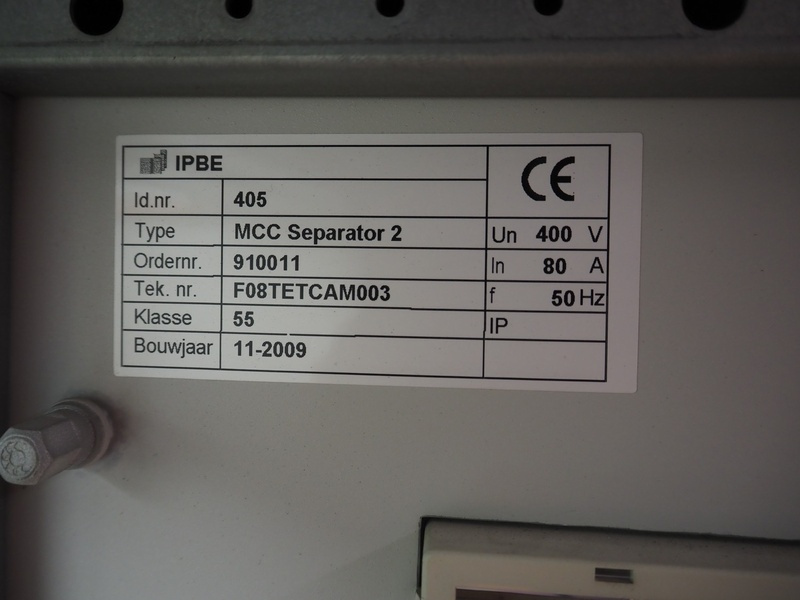 IPBE
CE
Id.nr. 405
Type MCC Separator 2 Un 400 V
Ordernr. 910011 In 80 A
Tek. nr. F08TETCAM003 f 50 Hz
Klasse 55 IP
Bouwjaar 11-2009